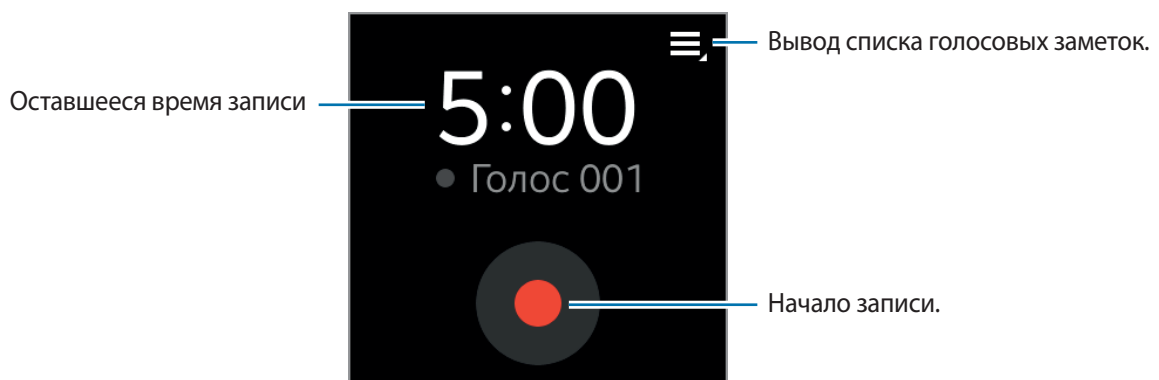 Вывод списка голосовых заметок.
Оставшееся время записи
5:00
Голос 001
Начало записи.